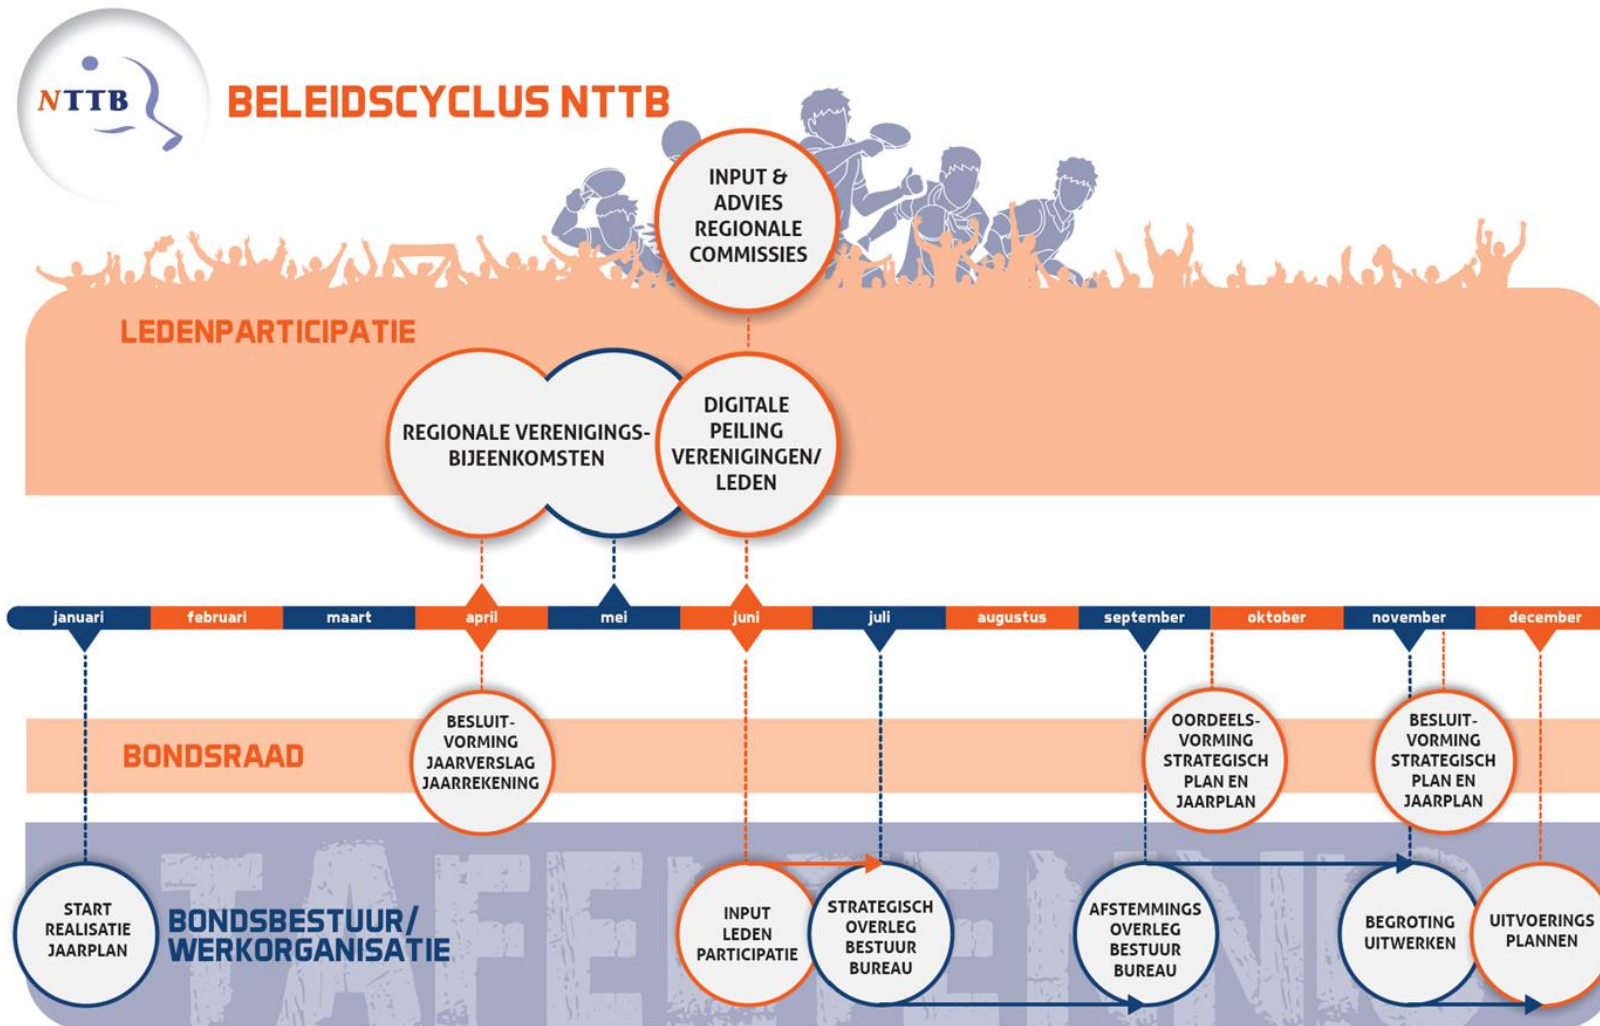 NTTB
BELEIDSCYCLUS NTTB
INPUT &
ADVIES
REGIONALE
COMMISSIES
LEDENPARTICIPATIE
REGIONALE VERENIGINGS-
BIJEENKOMSTEN
DIGITALE
PEILING
VERENIGINGEN/
LEDEN
januari
februari
maart
april
mei
juni
juli
augustus
september
oktober
november
december
BONDSRAAD
BESLUIT-
VORMING
JAARVERSLAG
JAARREKENING
OORDEELS-
VORMING
STRATEGISCH
PLAN EN
JAARPLAN
BESLUIT-
VORMING
STRATEGISCH
PLAN EN
JAARPLAN
TAFELTENNIS
START
REALISATIE
JAARPLAN
BONDSBESTUUR/
WERKORGANISATIE
INPUT
LEDEN
PARTICIPATIE
STRATEGISCH
OVERLEG
BESTUUR
BUREAU
AFSTEMMINGS
OVERLEG
BESTUUR
BUREAU
BEGROTING
UITWERKEN
UITVOERINGS
PLANNEN